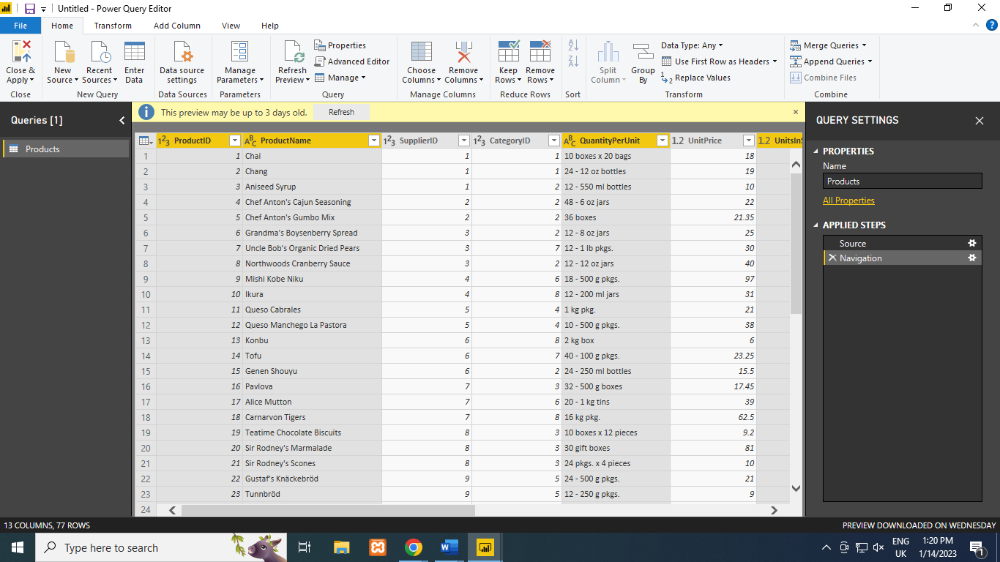 Untitled - Power Query Editor
File Home Transform Add Column View Help
Close & Apply
New Source
Recent Sources
Enter Data
Data source settings
Manage Parameters
Refresh Preview
Properties
Advanced Editor
Manage
Choose Columns
Remove Columns
Keep Rows
Remove Rows
Split Column
Group By
Data Type: Any
Use First Row as Headers
Replace Values
Merge Queries
Append Queries
Combine Files
Close New Query Data Sources Parameters Query Manage Columns Reduce Rows Sort Transform Combine
Queries [1]
Products
This preview may be up to 3 days old. Refresh
ProductID ProductName SupplierID CategoryID QuantityPerUnit 1.2 UnitPrice 1.2 UnitsInS
1 1 Chai 1 1 10 boxes x 20 bags 18
2 2 Chang 1 1 24 - 12 oz bottles 19
3 3 Aniseed Syrup 1 2 12 - 550 ml bottles 10
4 4 Chef Anton's Cajun Seasoning 2 2 48 - 6 oz jars 22
5 5 Chef Anton's Gumbo Mix 2 2 36 boxes 21.35
6 6 Grandma's Boysenberry Spread 3 2 12 - 8 oz jars 25
7 7 Uncle Bob's Organic Dried Pears 3 7 12 - 1 lb pkgs. 30
8 8 Northwoods Cranberry Sauce 3 2 12 - 12 oz jars 40
9 9 Mishi Kobe Niku 4 6 18 - 500 g pkgs. 97
10 10 Ikura 4 8 12 - 200 ml jars 31
11 11 Queso Cabrales 5 4 1 kg pkg. 21
12 12 Queso Manchego La Pastora 5 4 10 - 500 g pkgs. 38
13 13 Konbu 6 8 2 kg box 6
14 14 Tofu 6 7 40 - 100 g pkgs. 23.25
15 15 Genen Shouyu 6 2 24 - 250 ml bottles 15.5
16 16 Pavlova 7 3 32 - 500 g boxes 17.45
17 17 Alice Mutton 7 6 20 - 1 kg tins 39
18 18 Carnarvon Tigers 7 8 16 kg pkg. 62.5
19 19 Teatime Chocolate Biscuits 8 3 10 boxes x 12 pieces 9.2
20 20 Sir Rodney's Marmalade 8 3 30 gift boxes 81
21 21 Sir Rodney's Scones 8 3 24 pkgs. x 4 pieces 10
22 22 Gustaf's Knäckebröd 9 5 24 - 500 g pkgs. 21
23 23 Tunnbröd 9 5 12 - 250 g pkgs. 9
24
QUERY SETTINGS
PROPERTIES
Name
Products
All Properties
APPLIED STEPS
Source
Navigation
13 COLUMNS, 77 ROWS PREVIEW DOWNLOADED ON WEDNESDAY
Type here to search
ENG
UK
1:20 PM
1/14/2023
1